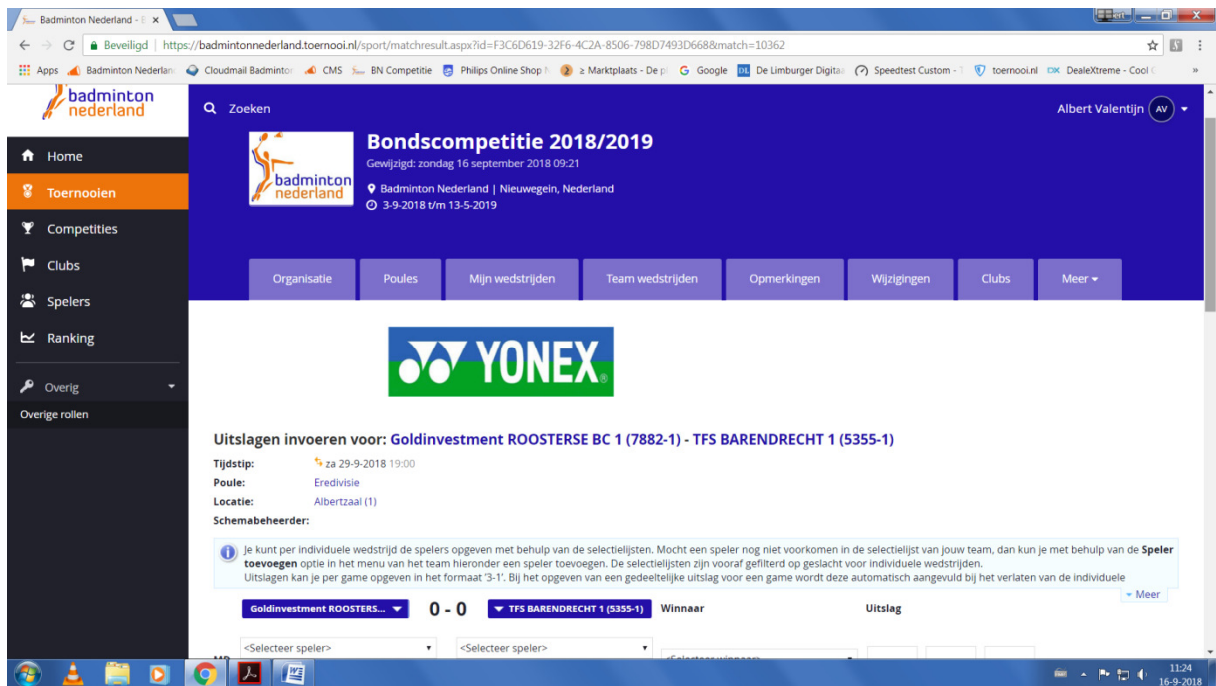 Badminton Nederland - E
Beveiligd | https://badmintonnederland.toernooi.nl/sport/matchresult.aspx?id=F3C6D619-32F6-4C2A-8506-798D7493D668&match=10362
Apps Badminton Nederlan Cloudmail Badminton CMS BN Competitie Philips Online Shop N ≥ Marktplaats - De p Google De Limburger Digitaa Speedtest Custom - toernooi.nl DX DealeXtreme - Cool »
badminton
nederland
Zoeken
Albert Valentijn AV
Home
Toernooien
Competities
Clubs
Spelers
Ranking
Overig
Overige rollen
badminton
nederland
Bondscompetitie 2018/2019
Gewijzigd: zondag 16 september 2018 09:21
Badminton Nederland | Nieuwegein, Nederland
3-9-2018 t/m 13-5-2019
Organisatie Poules Mijn wedstrijden Team wedstrijden Opmerkingen Wijzigingen Clubs Meer
YONEX®
Uitslagen invoeren voor: Goldinvestment ROOSTERSE BC 1 (7882-1) - TFS BARENDRECHT 1 (5355-1)
Tijdstip: za 29-9-2018 19:00
Poule: Eredivisie
Locatie: Albertzaal (1)
Schemabeheerder:
Je kunt per individuele wedstrijd de spelers opgeven met behulp van de selectielijsten. Mocht een speler nog niet voorkomen in de selectielijst van jouw team, dan kun je met behulp van de Speler
toevoegen optie in het menu van het team hieronder een speler toevoegen. De selectielijsten zijn vooraf gefilterd op geslacht voor individuele wedstrijden.
Uitslagen kan je per game opgeven in het formaat '3-1'. Bij het opgeven van een gedeeltelijke uitslag voor een game wordt deze automatisch aangevuld bij het verlaten van de individuele
Meer
Goldinvestment ROOSTERS... 0 - 0 TFS BARENDRECHT 1 (5355-1) Winnaar Uitslag
<Selecteer speler> <Selecteer speler>
11:24
16-9-2018